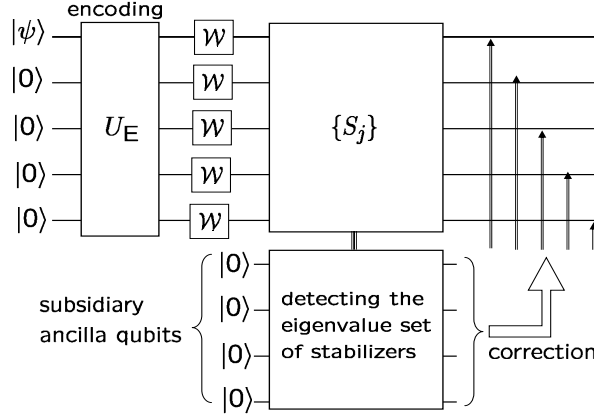 encoding
|ψ⟩
|0⟩
|0⟩
|0⟩
|0⟩
U_E
𝒲
𝒲
𝒲
𝒲
𝒲
{S_j}
subsidiary
ancilla qubits
|0⟩
|0⟩
|0⟩
|0⟩
detecting the
eigenvalue set
of stabilizers
correction